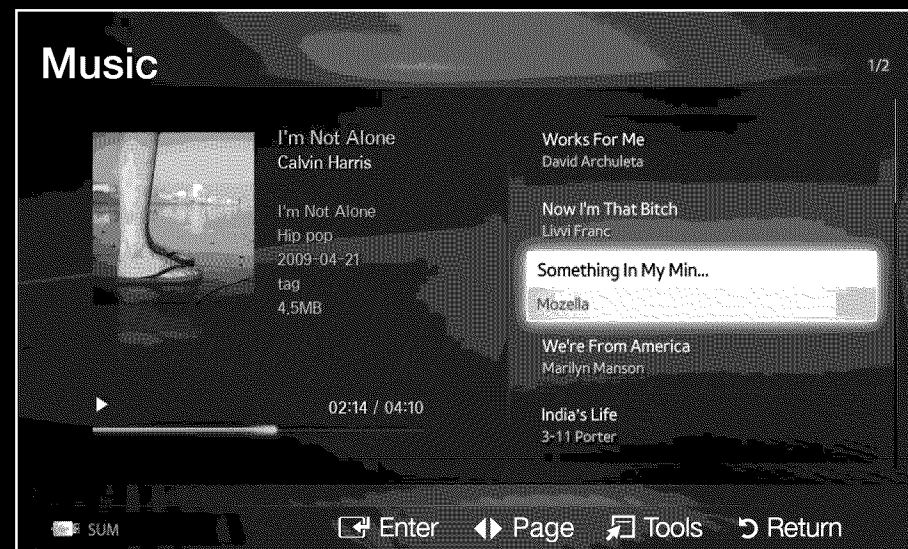 Music
1/2
I'm Not Alone
Calvin Harris
I'm Not Alone
Hip pop
2009-04-21
tag
4.5MB
02:14 / 04:10
Works For Me
David Archuleta
Now I'm That Bitch
Livvi Franc
Something In My Min...
Mozella
We're From America
Marilyn Manson
India's Life
3-11 Porter
SUM
Enter
Page
Tools
Return